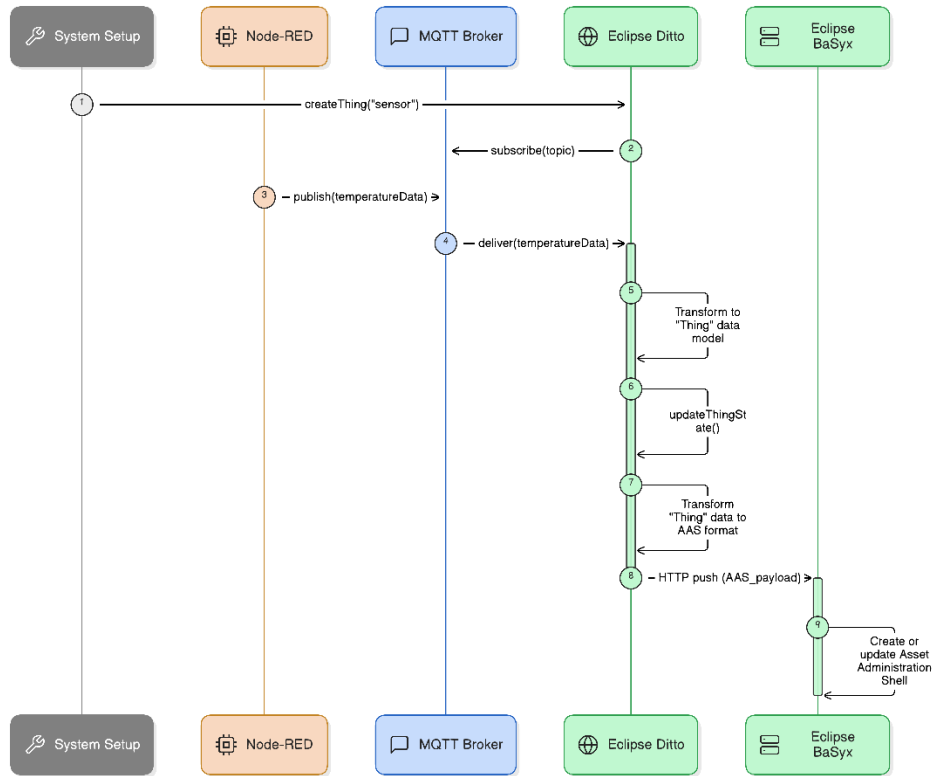 System Setup
Node-RED
MQTT Broker
Eclipse Ditto
Eclipse
BaSyx
1
createThing("sensor")
subscribe(topic)
2
3
publish(temperatureData)
4
deliver(temperatureData)
5
Transform to
"Thing" data
model
6
updateThingSt
ate()
7
Transform
"Thing" data to
AAS format
8
HTTP push (AAS_payload)
9
Create or
update Asset
Administration
Shell
System Setup
Node-RED
MQTT Broker
Eclipse Ditto
Eclipse
BaSyx